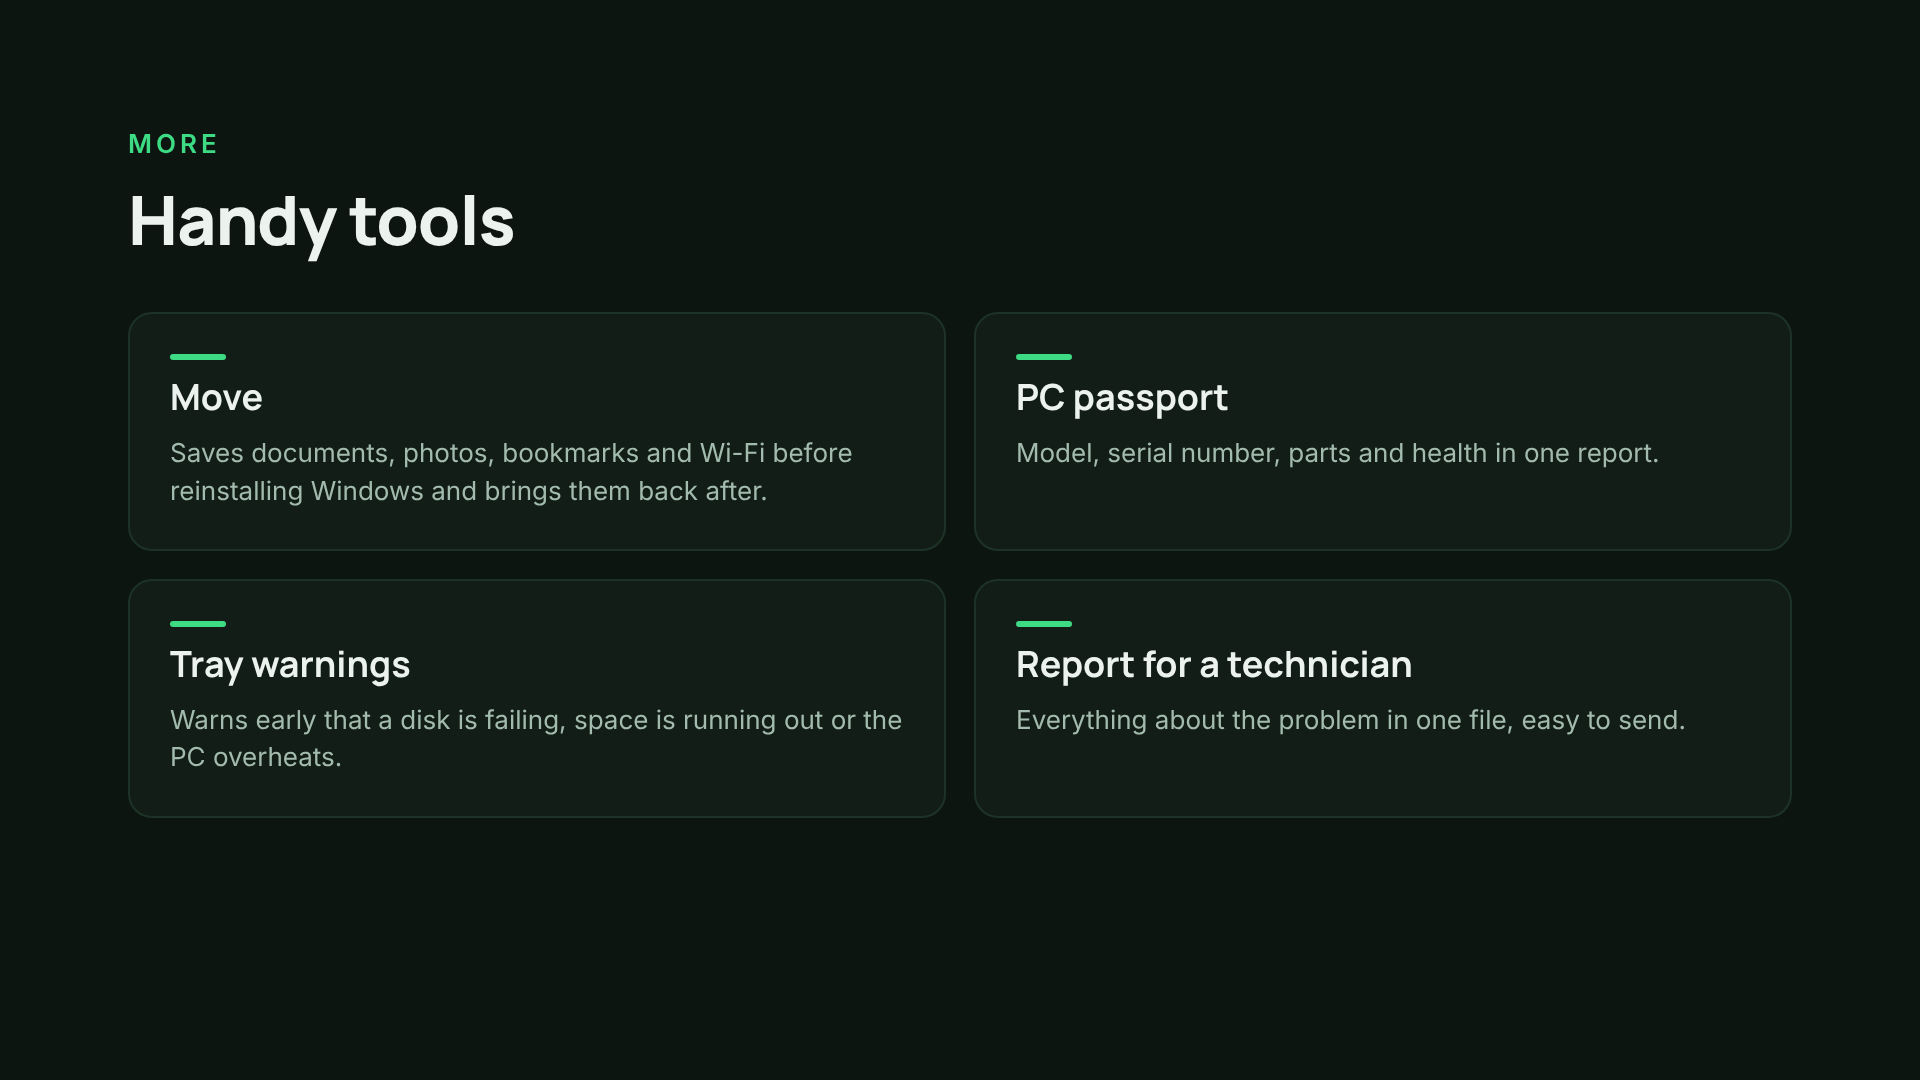 MORE
Handy tools
Move
Saves documents, photos, bookmarks and Wi-Fi before
reinstalling Windows and brings them back after.
PC passport
Model, serial number, parts and health in one report.
Tray warnings
Warns early that a disk is failing, space is running out or the
PC overheats.
Report for a technician
Everything about the problem in one file, easy to send.